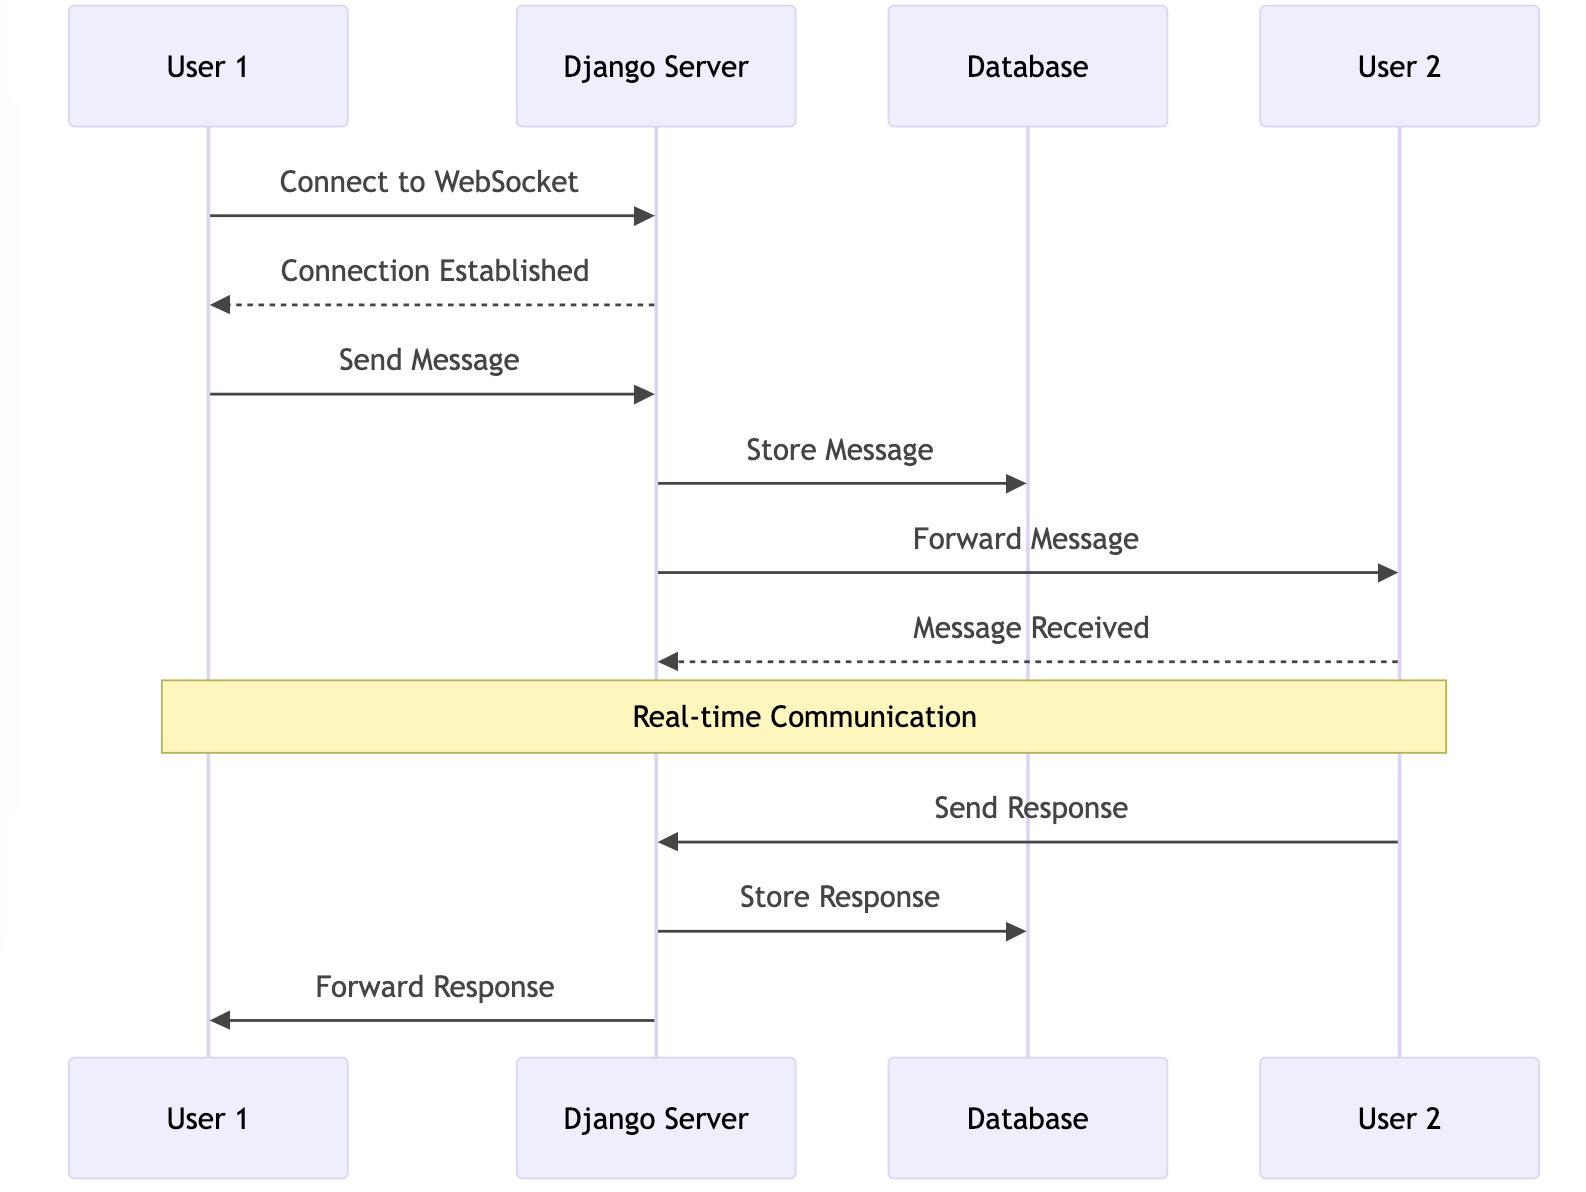 User 1
Django Server
Database
User 2
Connect to WebSocket
Connection Established
Send Message
Store Message
Forward Message
Message Received
Real-time Communication
Send Response
Store Response
Forward Response
User 1
Django Server
Database
User 2